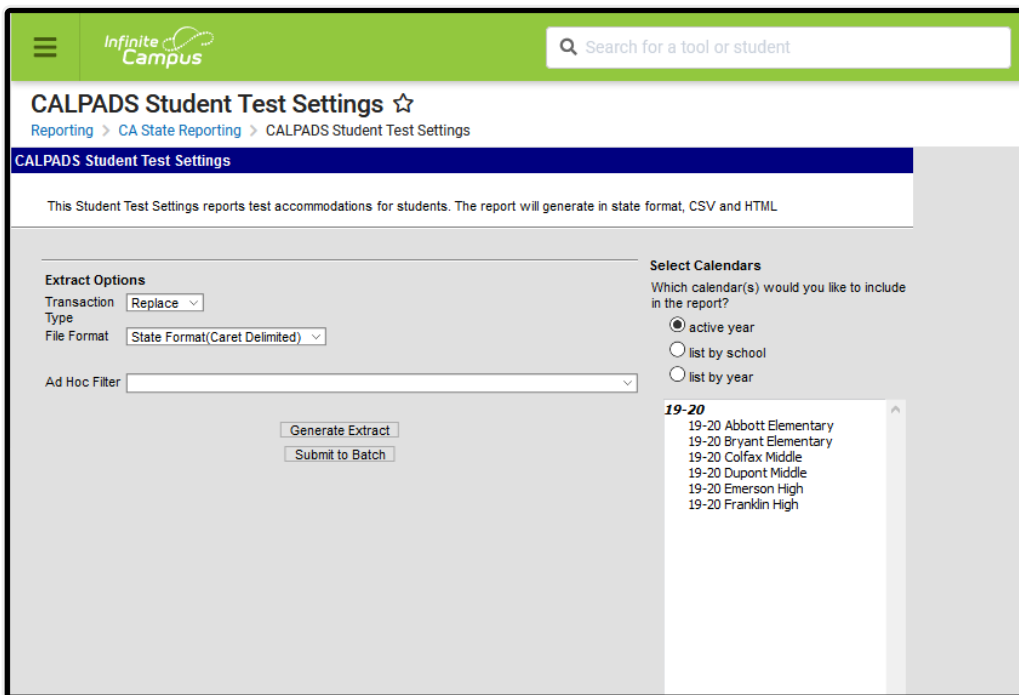 Infinite
Campus
Search for a tool or student
CALPADS Student Test Settings
Reporting > CA State Reporting > CALPADS Student Test Settings
CALPADS Student Test Settings
This Student Test Settings reports test accommodations for students. The report will generate in state format, CSV and HTML
Extract Options
Transaction
Type
Replace
File Format
State Format(Caret Delimited)
Ad Hoc Filter
Generate Extract
Submit to Batch
Select Calendars
Which calendar(s) would you like to include
in the report?
active year
list by school
list by year
19-20
19-20 Abbott Elementary
19-20 Bryant Elementary
19-20 Colfax Middle
19-20 Dupont Middle
19-20 Emerson High
19-20 Franklin High